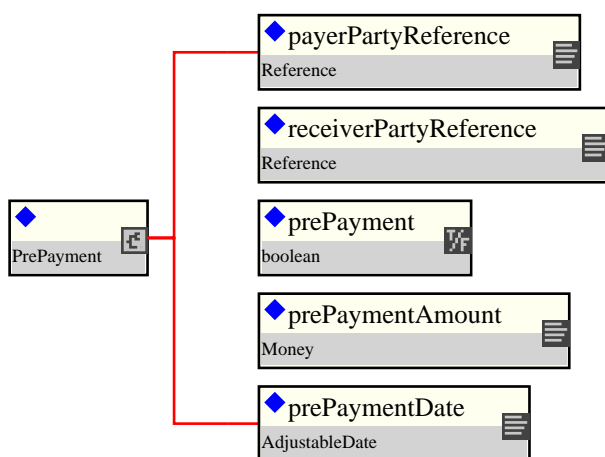 payerPartyReference
Reference
receiverPartyReference
Reference
PrePayment
prePayment
T/F
boolean
prePaymentAmount
Money
prePaymentDate
AdjustableDate